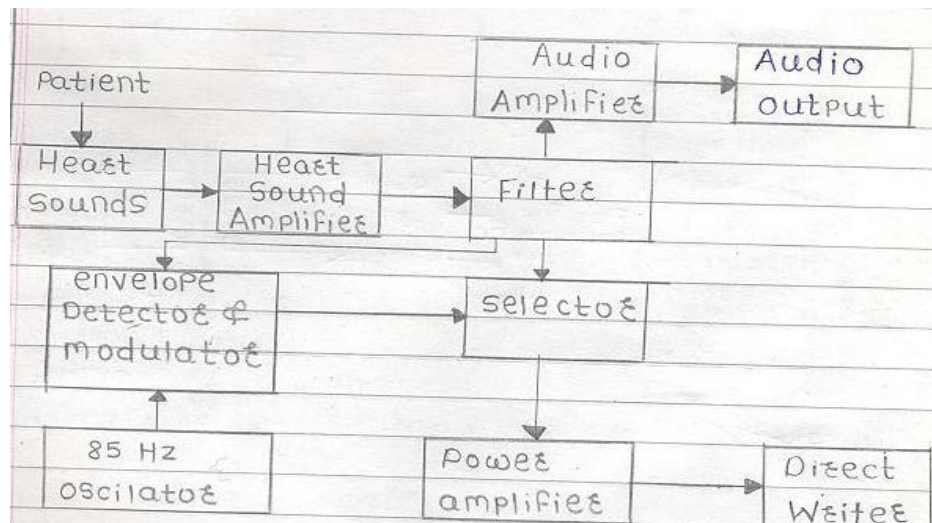 Patient
Heart
Sounds
Heart
Sound
Amplifier
Filter
Audio
Amplifier
Audio
output
envelope
Detector &
modulator
selector
85 Hz
oscilator
Power
amplifier
Direct
Writer